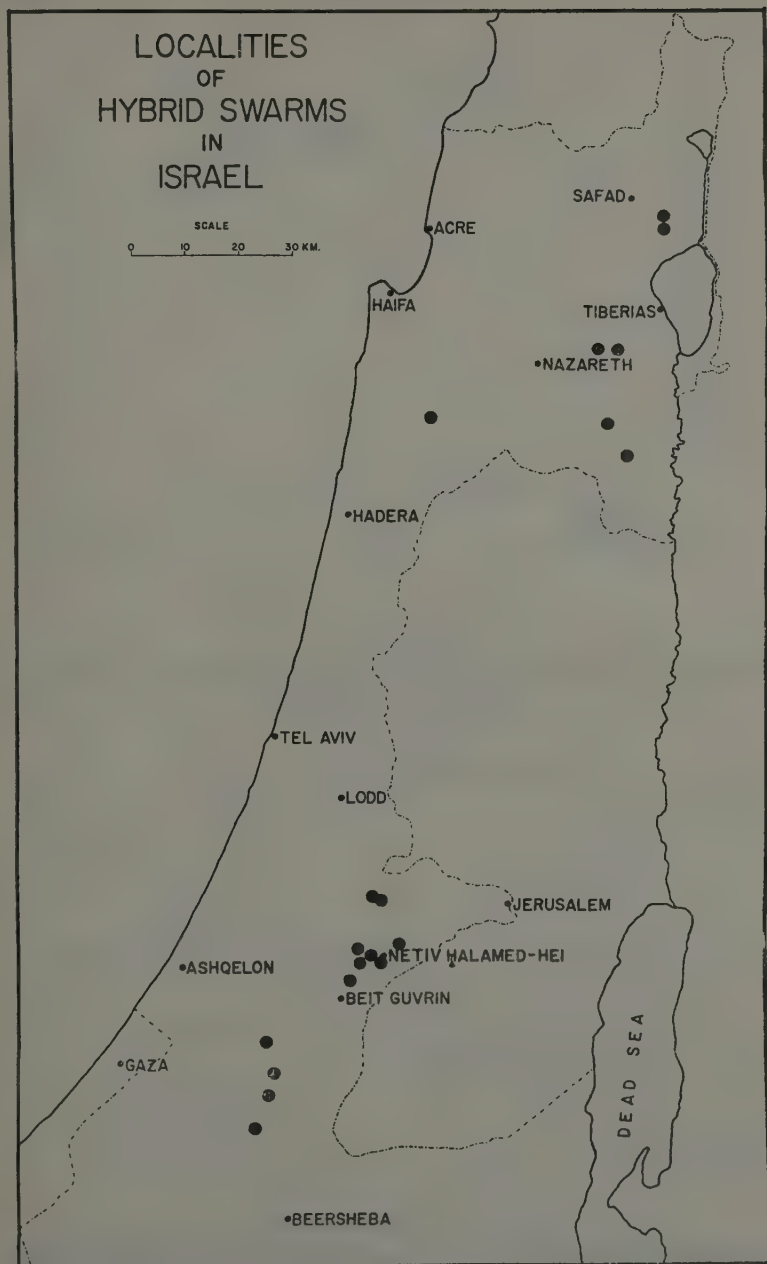 LOCALITIES
OF
HYBRID SWARMS
IN
ISRAEL
SCALE
0 10 20 30 KM.
SAFAD
ACRE
HAIFA
TIBERIAS
NAZARETH
HADERA
TEL AVIV
LODD
JERUSALEM
NETIV HALAMED-HEI
ASHQELON
BEIT GUVRIN
GAZA
DEAD SEA
BEERSHEBA